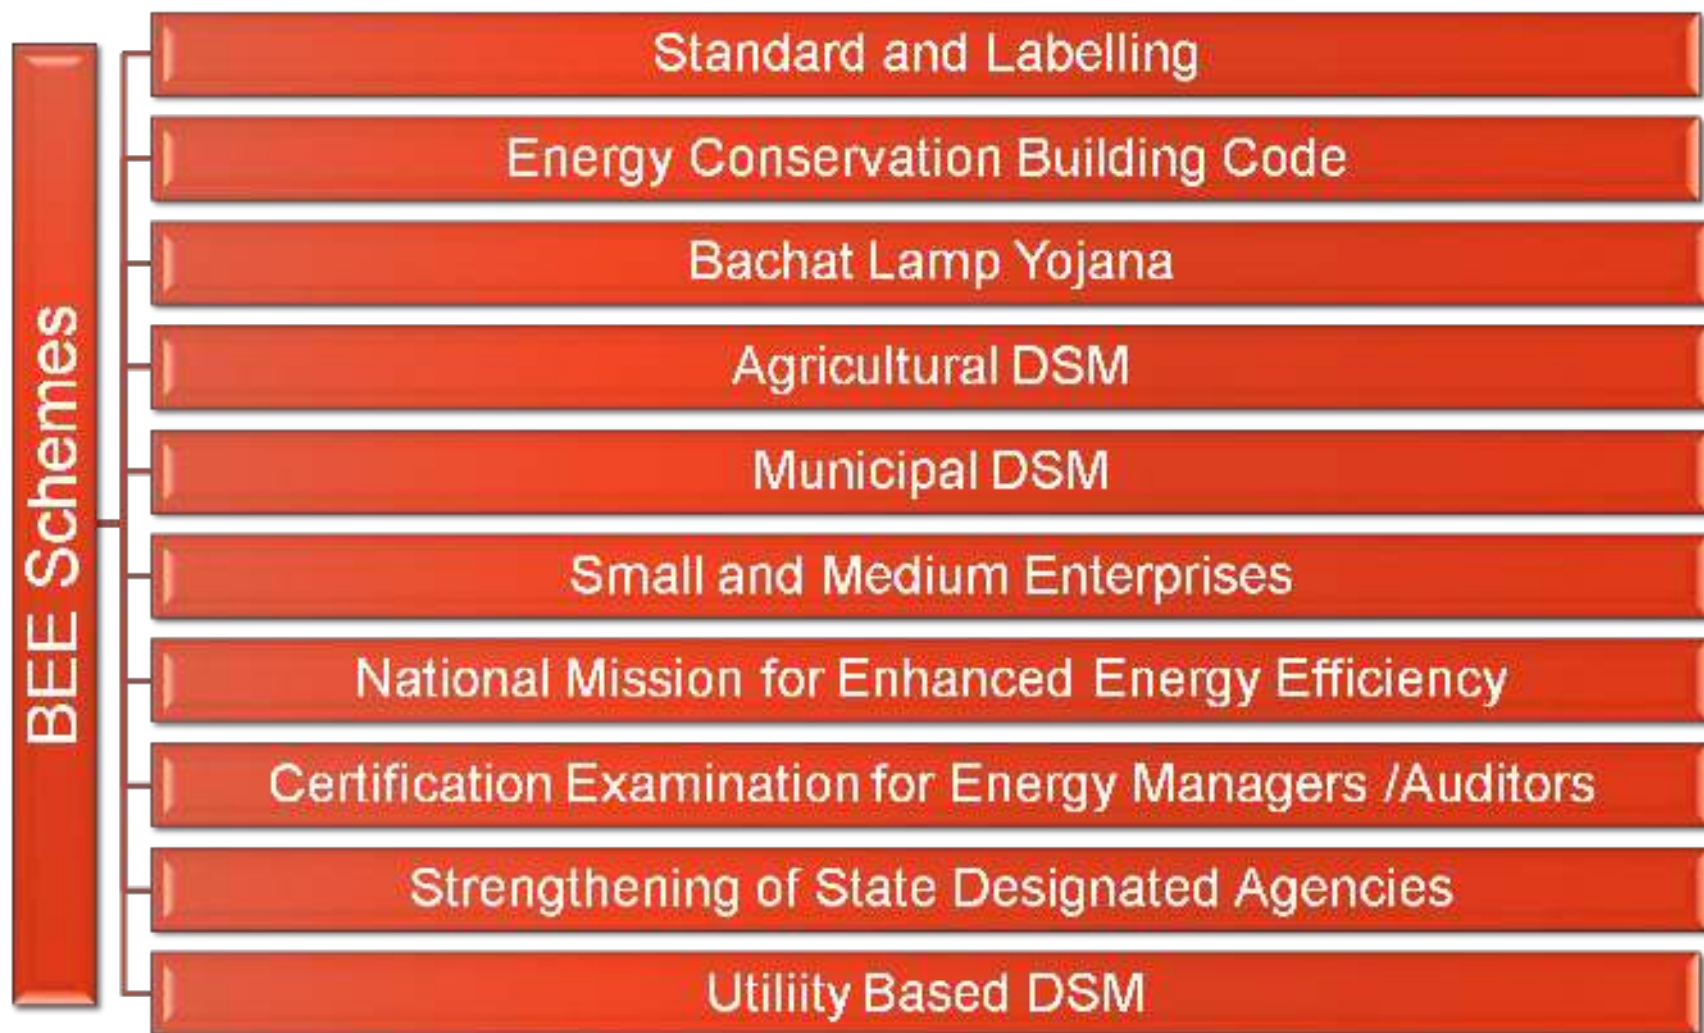 BEE Schemes
Standard and Labelling
Energy Conservation Building Code
Bachat Lamp Yojana
Agricultural DSM
Municipal DSM
Small and Medium Enterprises
National Mission for Enhanced Energy Efficiency
Certification Examination for Energy Managers /Auditors
Strengthening of State Designated Agencies
Utiliity Based DSM